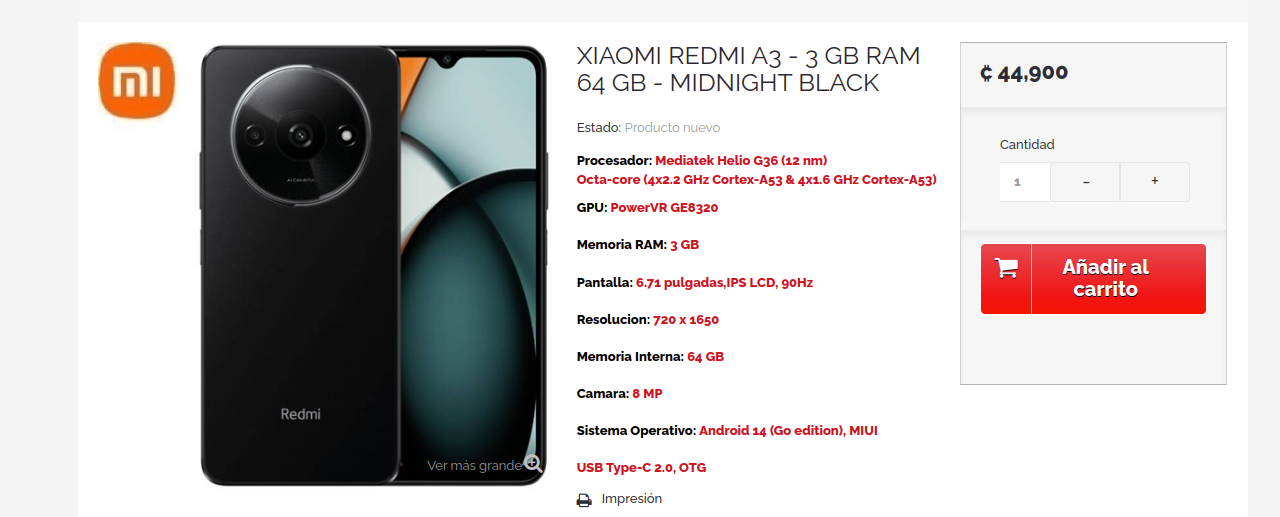 XIAOMI REDMI A3 - 3 GB RAM
64 GB - MIDNIGHT BLACK
Estado: Producto nuevo
Procesador: Mediatek Helio G36 (12 nm)
Octa-core (4x2.2 GHz Cortex-A53 & 4x1.6 GHz Cortex-A53)
GPU: PowerVR GE8320
Memoria RAM: 3 GB
Pantalla: 6.71 pulgadas,IPS LCD, 90Hz
Resolucion: 720 x 1650
Memoria Interna: 64 GB
Camara: 8 MP
Sistema Operativo: Android 14 (Go edition), MIUI
USB Type-C 2.0, OTG
Impresión
mi
AI CAMERA
Redmi
Ver más grande
₡ 44,900
Cantidad
1
-
+
Añadir al
carrito